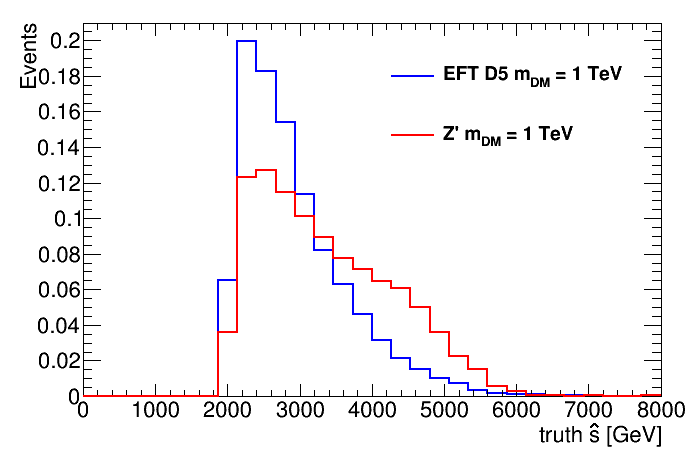 Events
0.2
0.18
0.16
0.14
0.12
0.1
0.08
0.06
0.04
0.02
0
EFT D5 mDM = 1 TeV
Z' mDM = 1 TeV
0 1000 2000 3000 4000 5000 6000 7000 8000
truth ŝ [GeV]